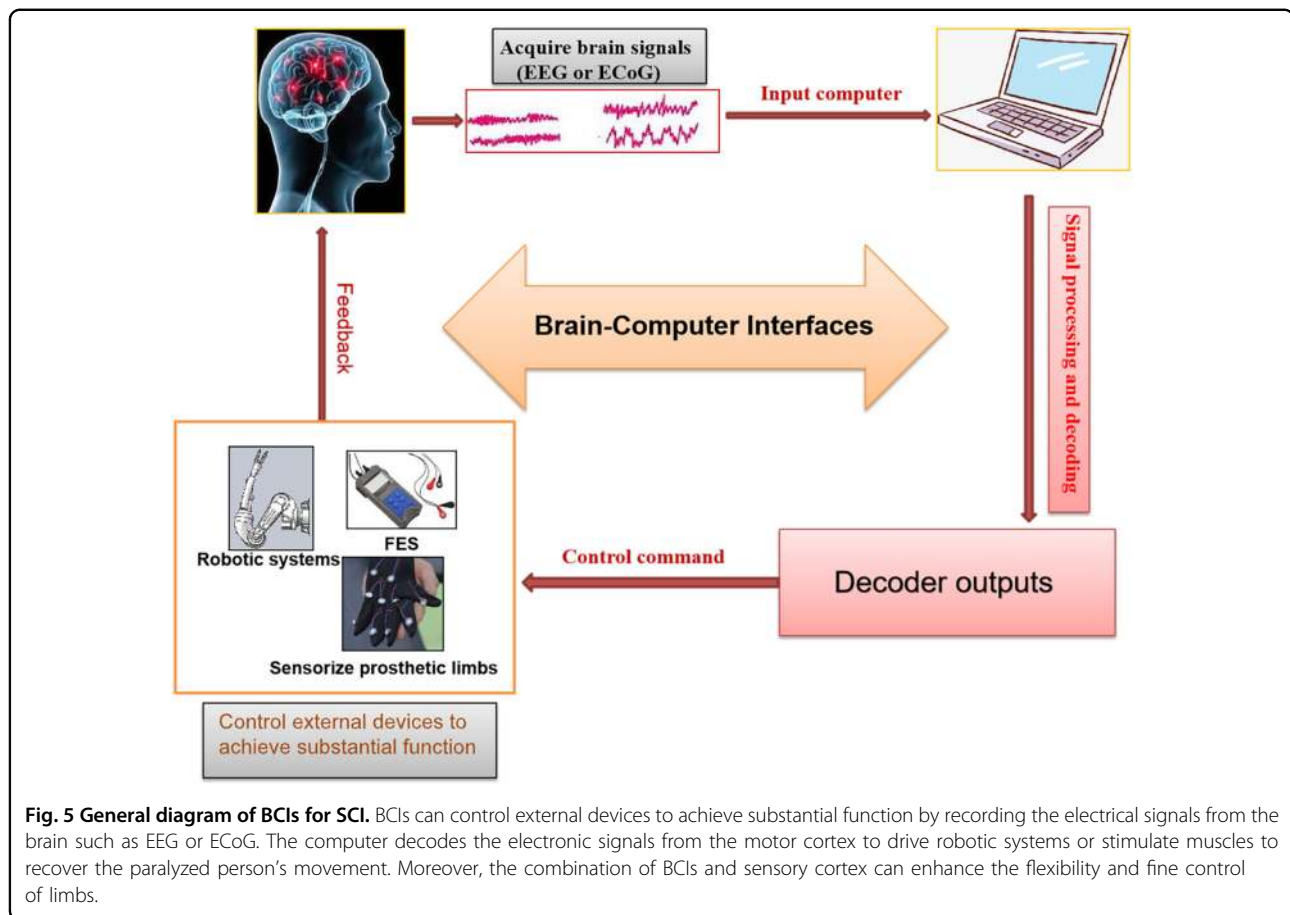 Acquire brain signals
(EEG or ECoG)
Input computer
Signal processing and decoding
Feedback
Brain-Computer Interfaces
Robotic systems
FES
Sensorize prosthetic limbs
Control command
Decoder outputs
Control external devices to
achieve substantial function
Fig. 5 General diagram of BCIs for SCI. BCIs can control external devices to achieve substantial function by recording the electrical signals from the
brain such as EEG or ECoG. The computer decodes the electronic signals from the motor cortex to drive robotic systems or stimulate muscles to
recover the paralyzed person's movement. Moreover, the combination of BCIs and sensory cortex can enhance the flexibility and fine control
of limbs.